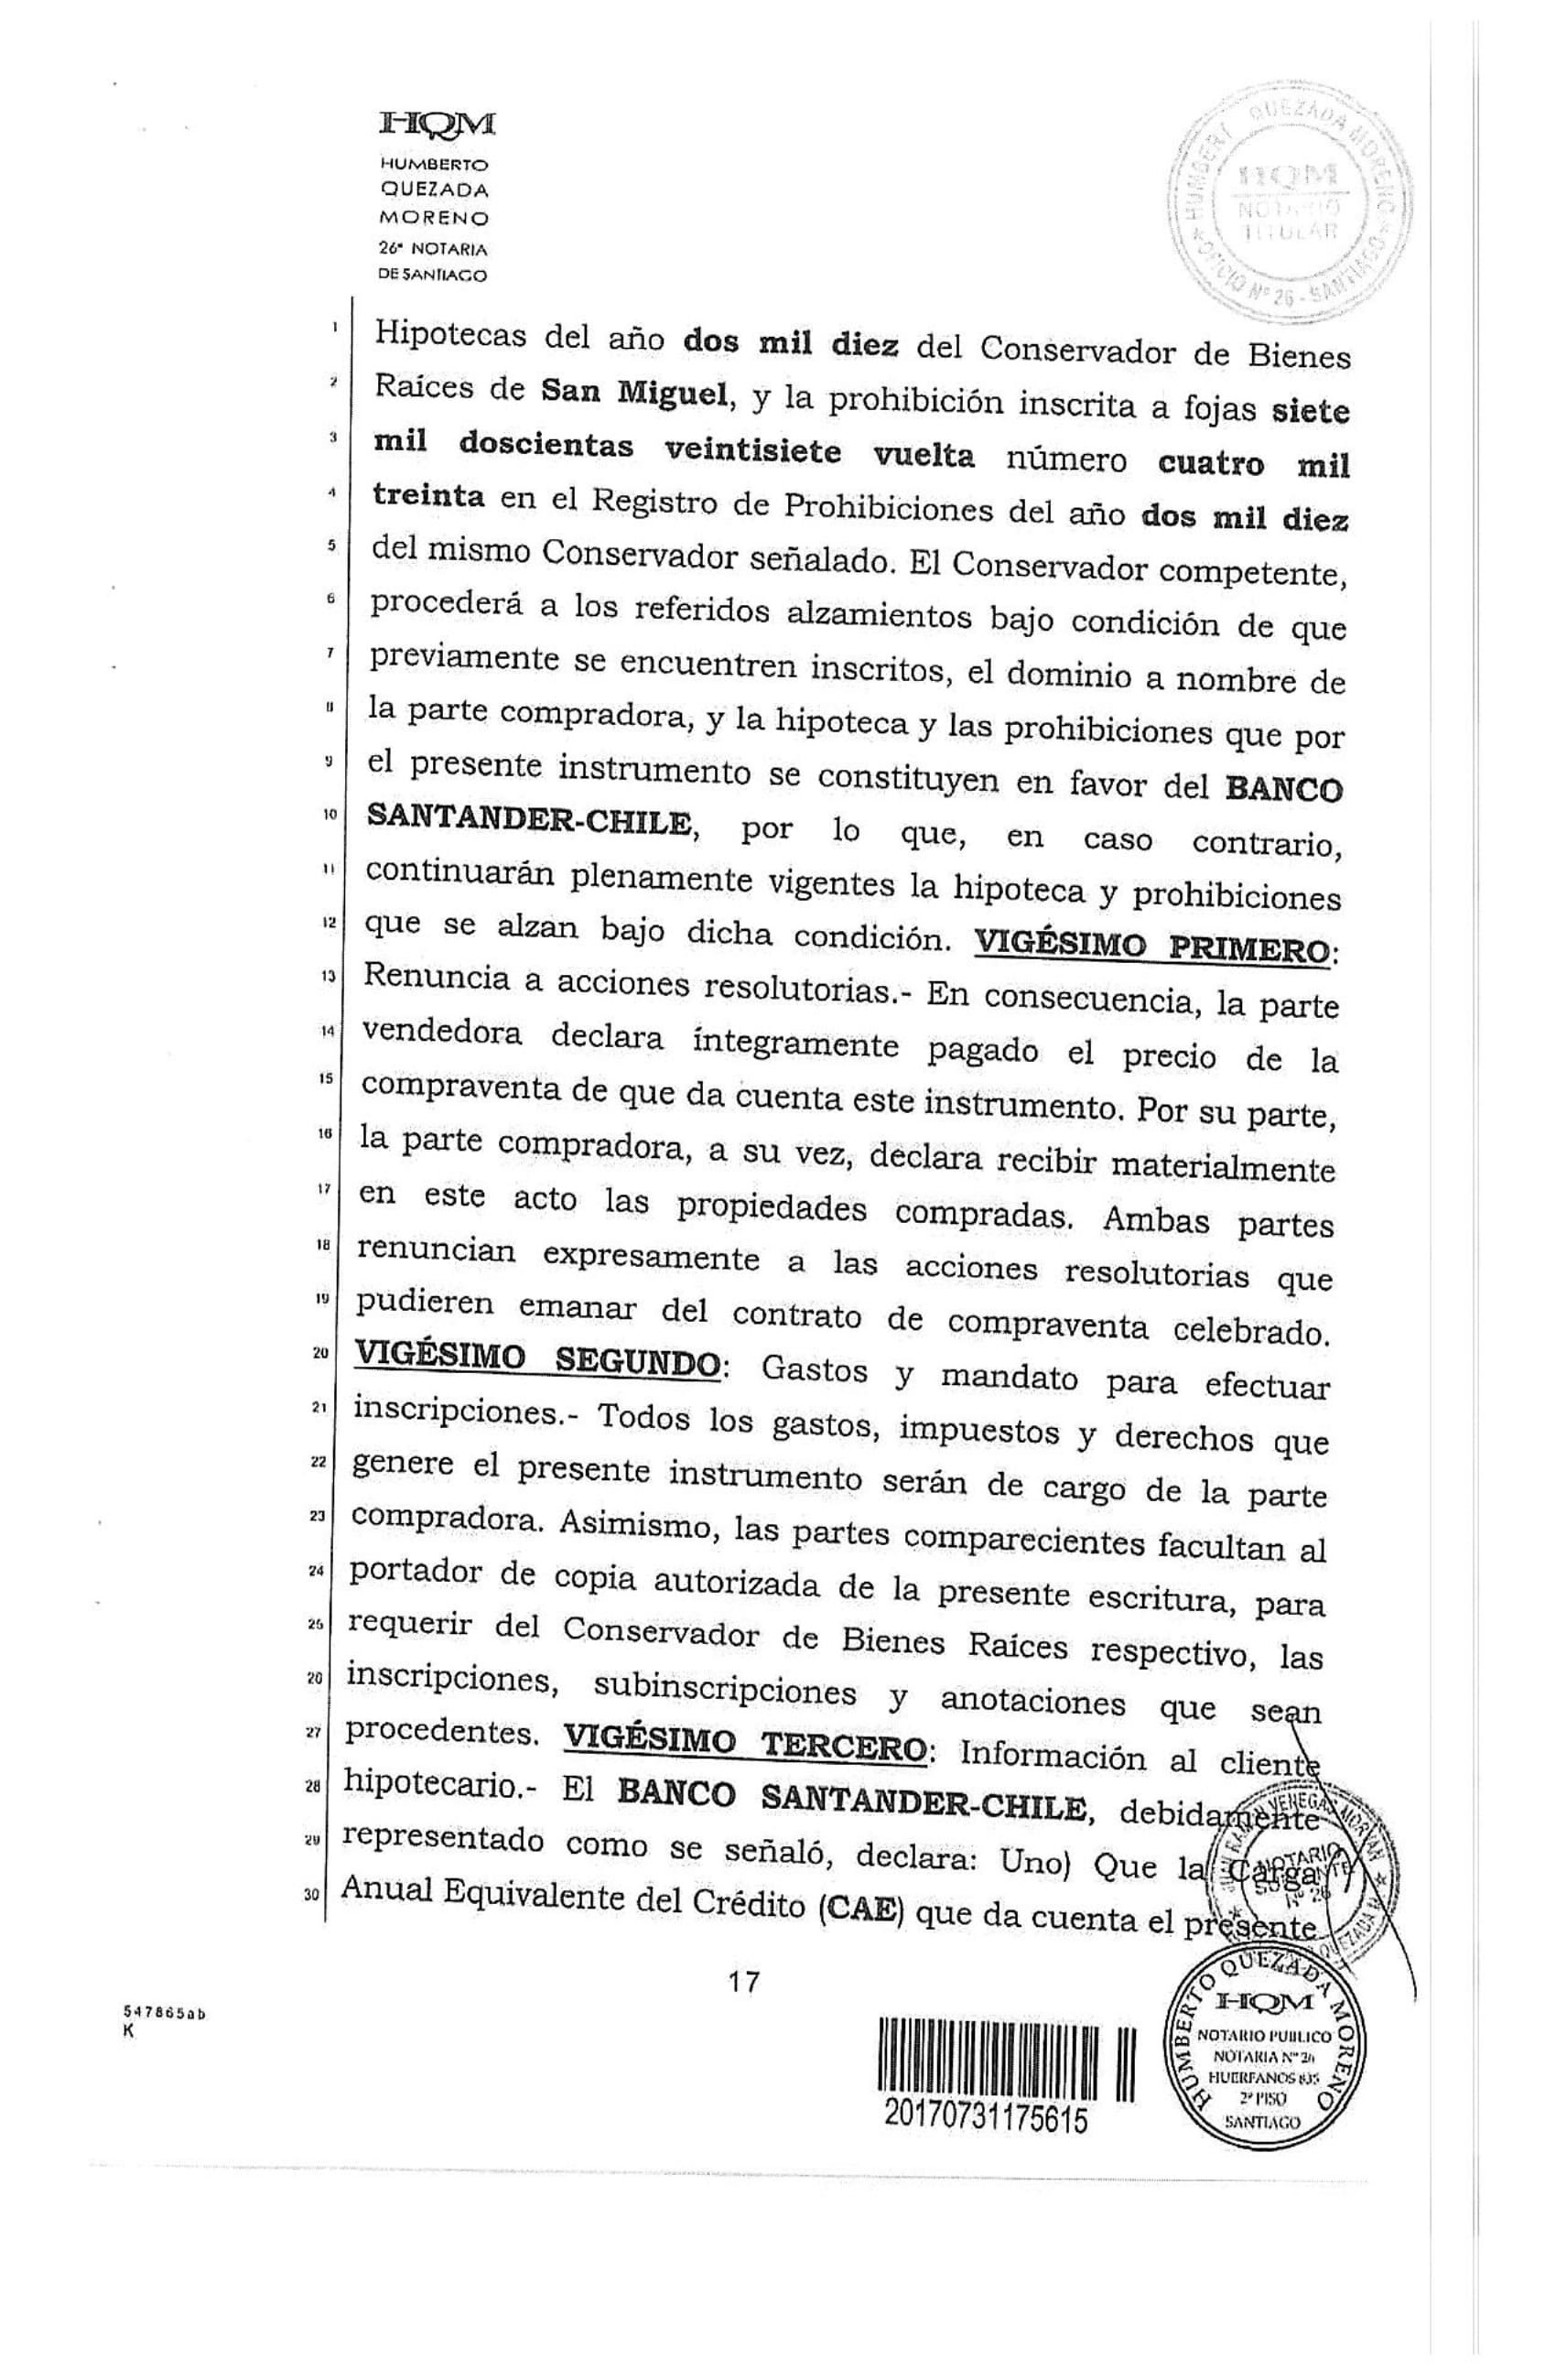 HQM
HUMBERTO
QUEZADA
MORENO
26ª NOTARIA
DE SANTIAGO
HUMBERTO QUEZADA MORENO
HQM
NOTARIO
TITULAR
OFICIO Nº 26 - SANTIAGO
1 Hipotecas del año dos mil diez del Conservador de Bienes
2 Raíces de San Miguel, y la prohibición inscrita a fojas siete
3 mil doscientas veintisiete vuelta número cuatro mil
4 treinta en el Registro de Prohibiciones del año dos mil diez
5 del mismo Conservador señalado. El Conservador competente,
6 procederá a los referidos alzamientos bajo condición de que
7 previamente se encuentren inscritos, el dominio a nombre de
8 la parte compradora, y la hipoteca y las prohibiciones que por
9 el presente instrumento se constituyen en favor del BANCO
10 SANTANDER-CHILE, por lo que, en caso contrario,
11 continuarán plenamente vigentes la hipoteca y prohibiciones
12 que se alzan bajo dicha condición. VIGÉSIMO PRIMERO:
13 Renuncia a acciones resolutorias.- En consecuencia, la parte
14 vendedora declara íntegramente pagado el precio de la
15 compraventa de que da cuenta este instrumento. Por su parte,
16 la parte compradora, a su vez, declara recibir materialmente
17 en este acto las propiedades compradas. Ambas partes
18 renuncian expresamente a las acciones resolutorias que
19 pudieren emanar del contrato de compraventa celebrado.
20 VIGÉSIMO SEGUNDO: Gastos y mandato para efectuar
21 inscripciones.- Todos los gastos, impuestos y derechos que
22 genere el presente instrumento serán de cargo de la parte
23 compradora. Asimismo, las partes comparecientes facultan al
24 portador de copia autorizada de la presente escritura, para
25 requerir del Conservador de Bienes Raíces respectivo, las
26 inscripciones, subinscripciones y anotaciones que sean
27 procedentes. VIGÉSIMO TERCERO: Información al cliente
28 hipotecario.- El BANCO SANTANDER-CHILE, debidamente
29 representado como se señaló, declara: Uno) Que la Carga
30 Anual Equivalente del Crédito (CAE) que da cuenta el presente
VENEGAS MORVAN
NOTARIO
Nº 26
QUEZADA
17
547865ab
K
20170731175615
HUMBERTO QUEZADA MORENO
HQM
NOTARIO PUBLICO
NOTARIA Nº 26
HUERFANOS 835
2º PISO
SANTIAGO